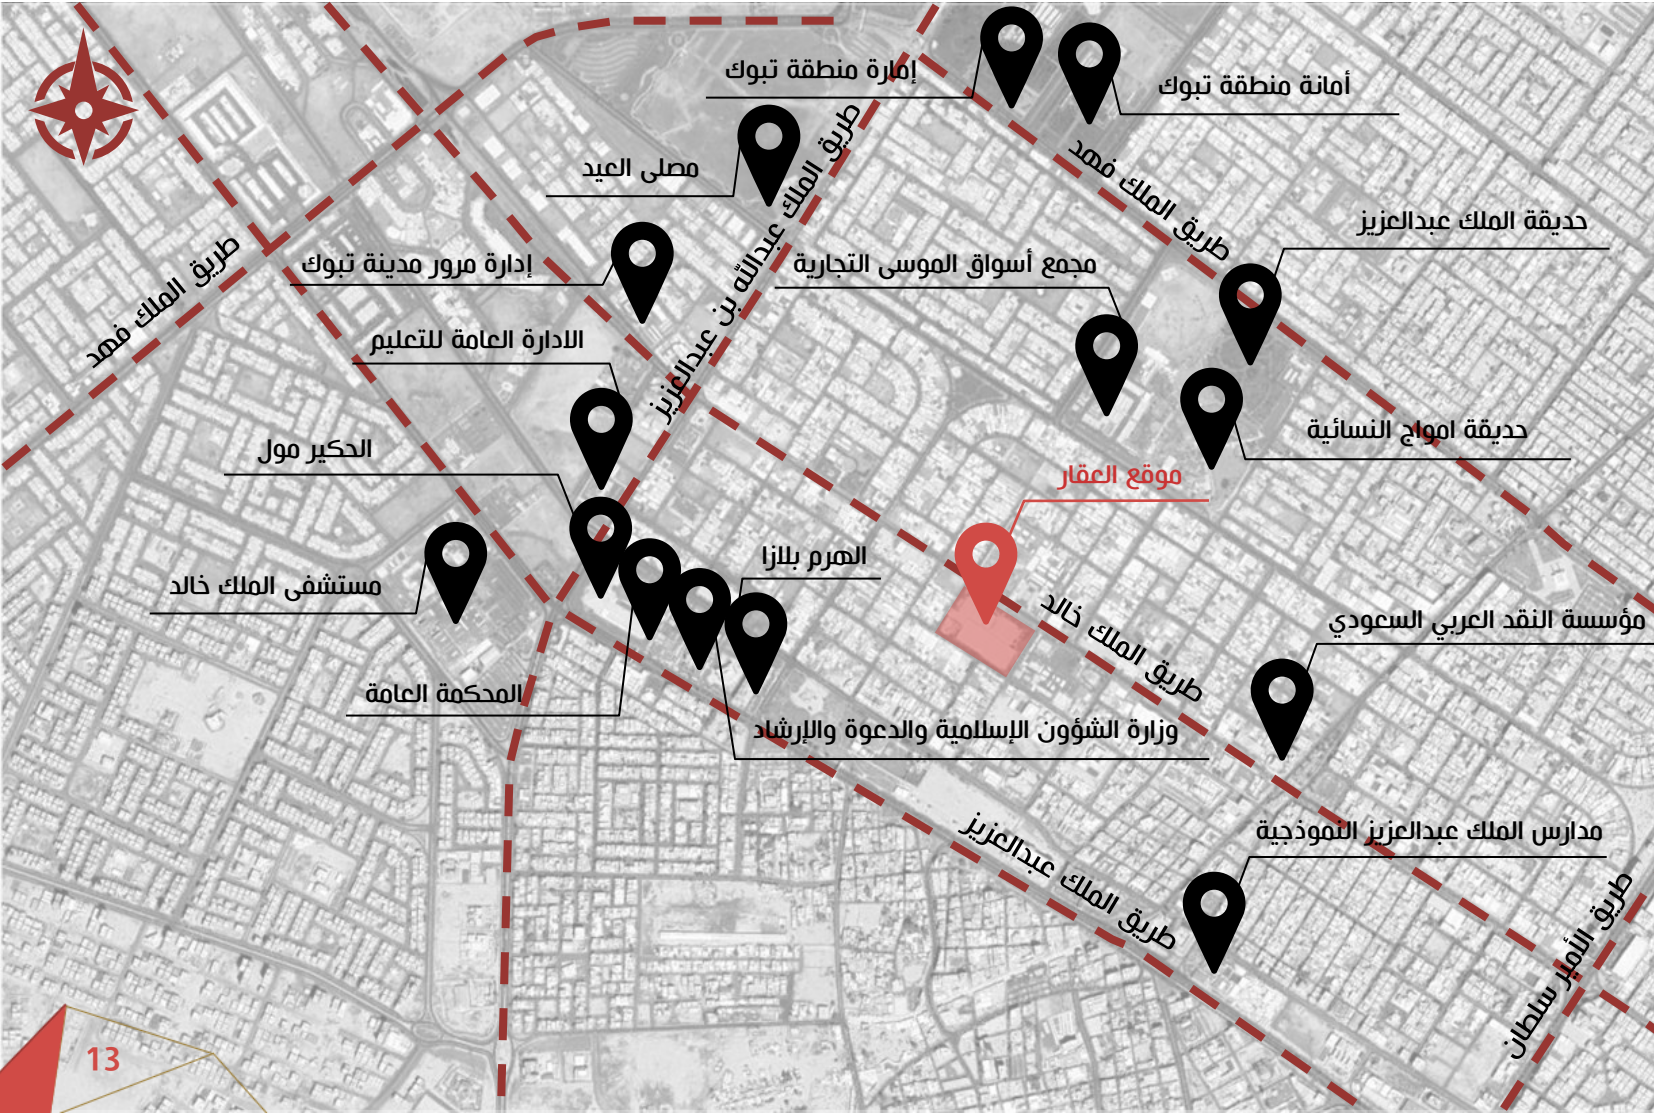 إمارة منطقة تبوك
أمانة منطقة تبوك
مصلى العيد
طريق الملك عبدالله بن عبدالعزيز
طريق الملك فهد
حديقة الملك عبدالعزيز
إدارة مرور مدينة تبوك
مجمع أسواق الموسى التجارية
طريق الملك فهد
الادارة العامة للتعليم
حديقة امواج النسائية
الحكير مول
موقع العقار
الهرم بلازا
مستشفى الملك خالد
طريق الملك خالد
مؤسسة النقد العربي السعودي
المحكمة العامة
وزارة الشؤون الإسلامية والدعوة والإرشاد
طريق الملك عبدالعزيز
مدارس الملك عبدالعزيز النموذجية
طريق الأمير سلطان
13